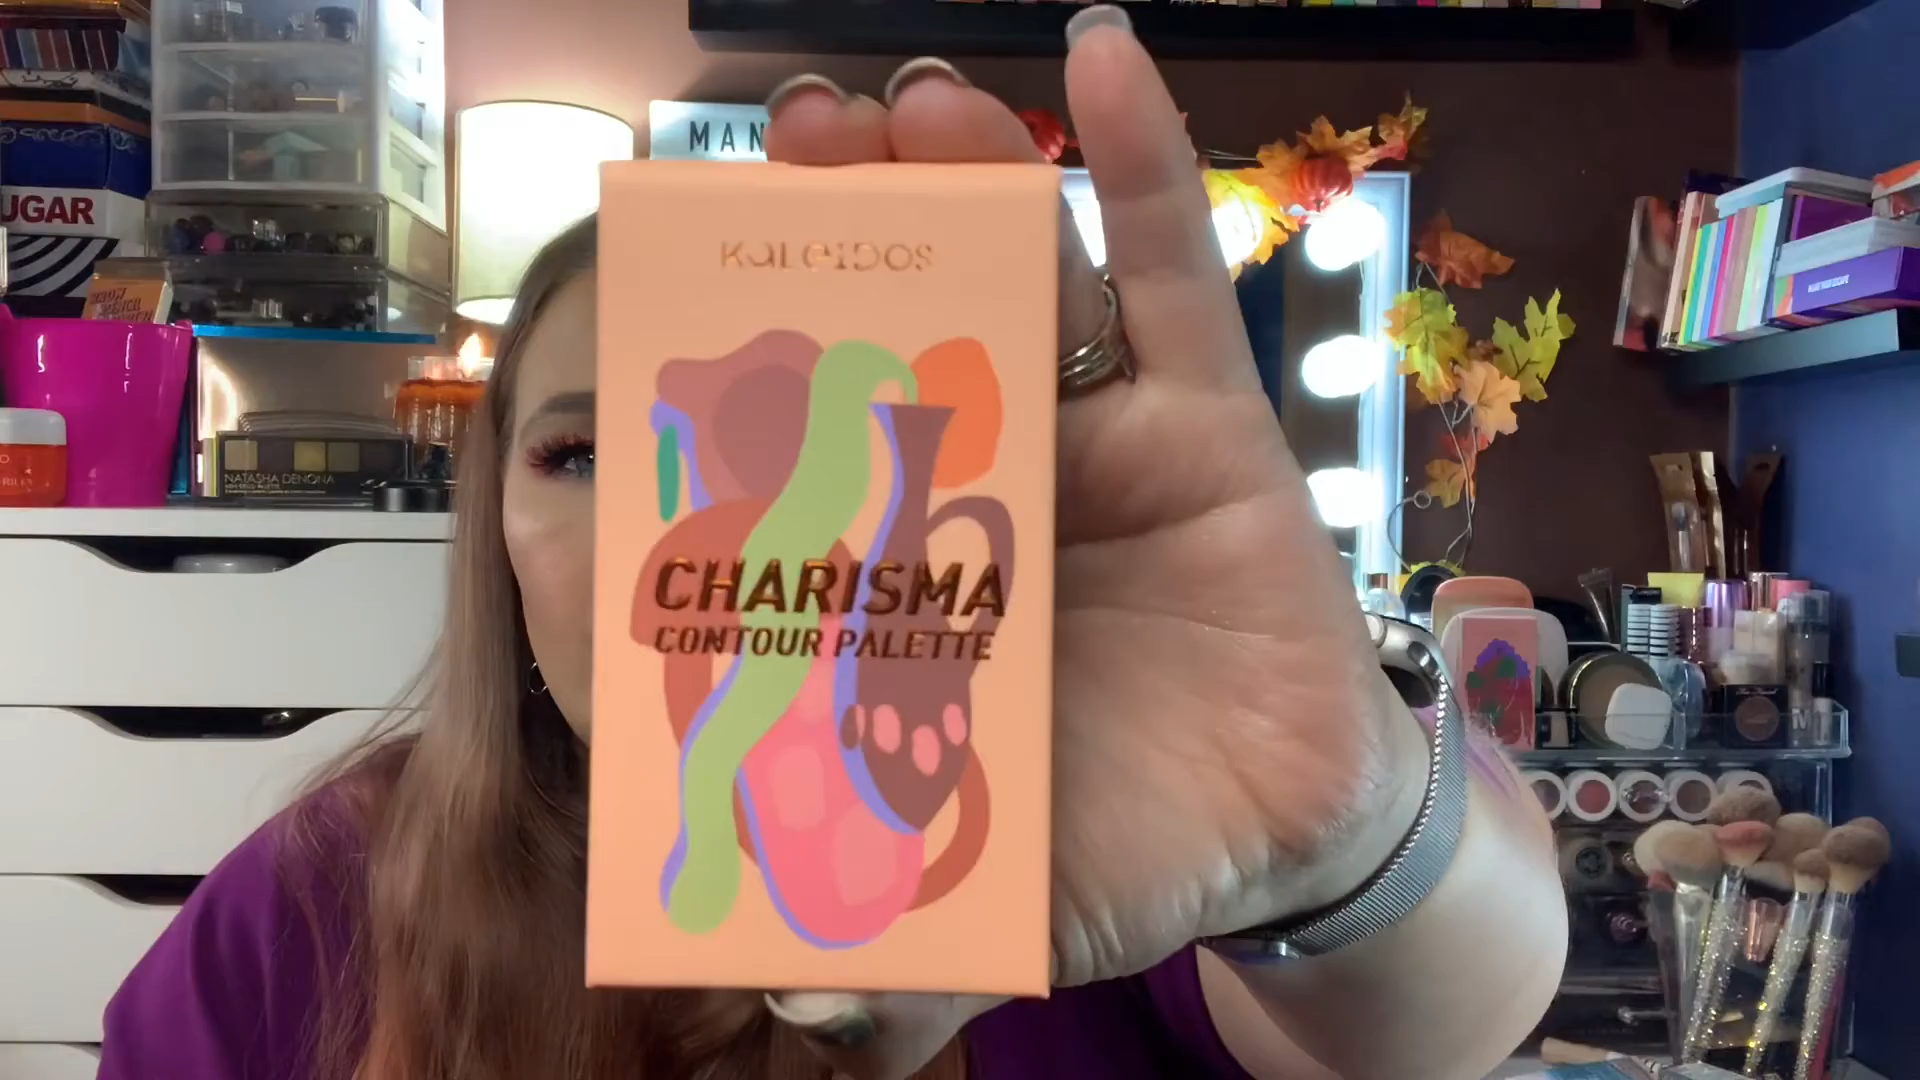 MAN
KALEIDOS
CHARISMA
CONTOUR PALETTE
UGAR
NATASHA DENONA